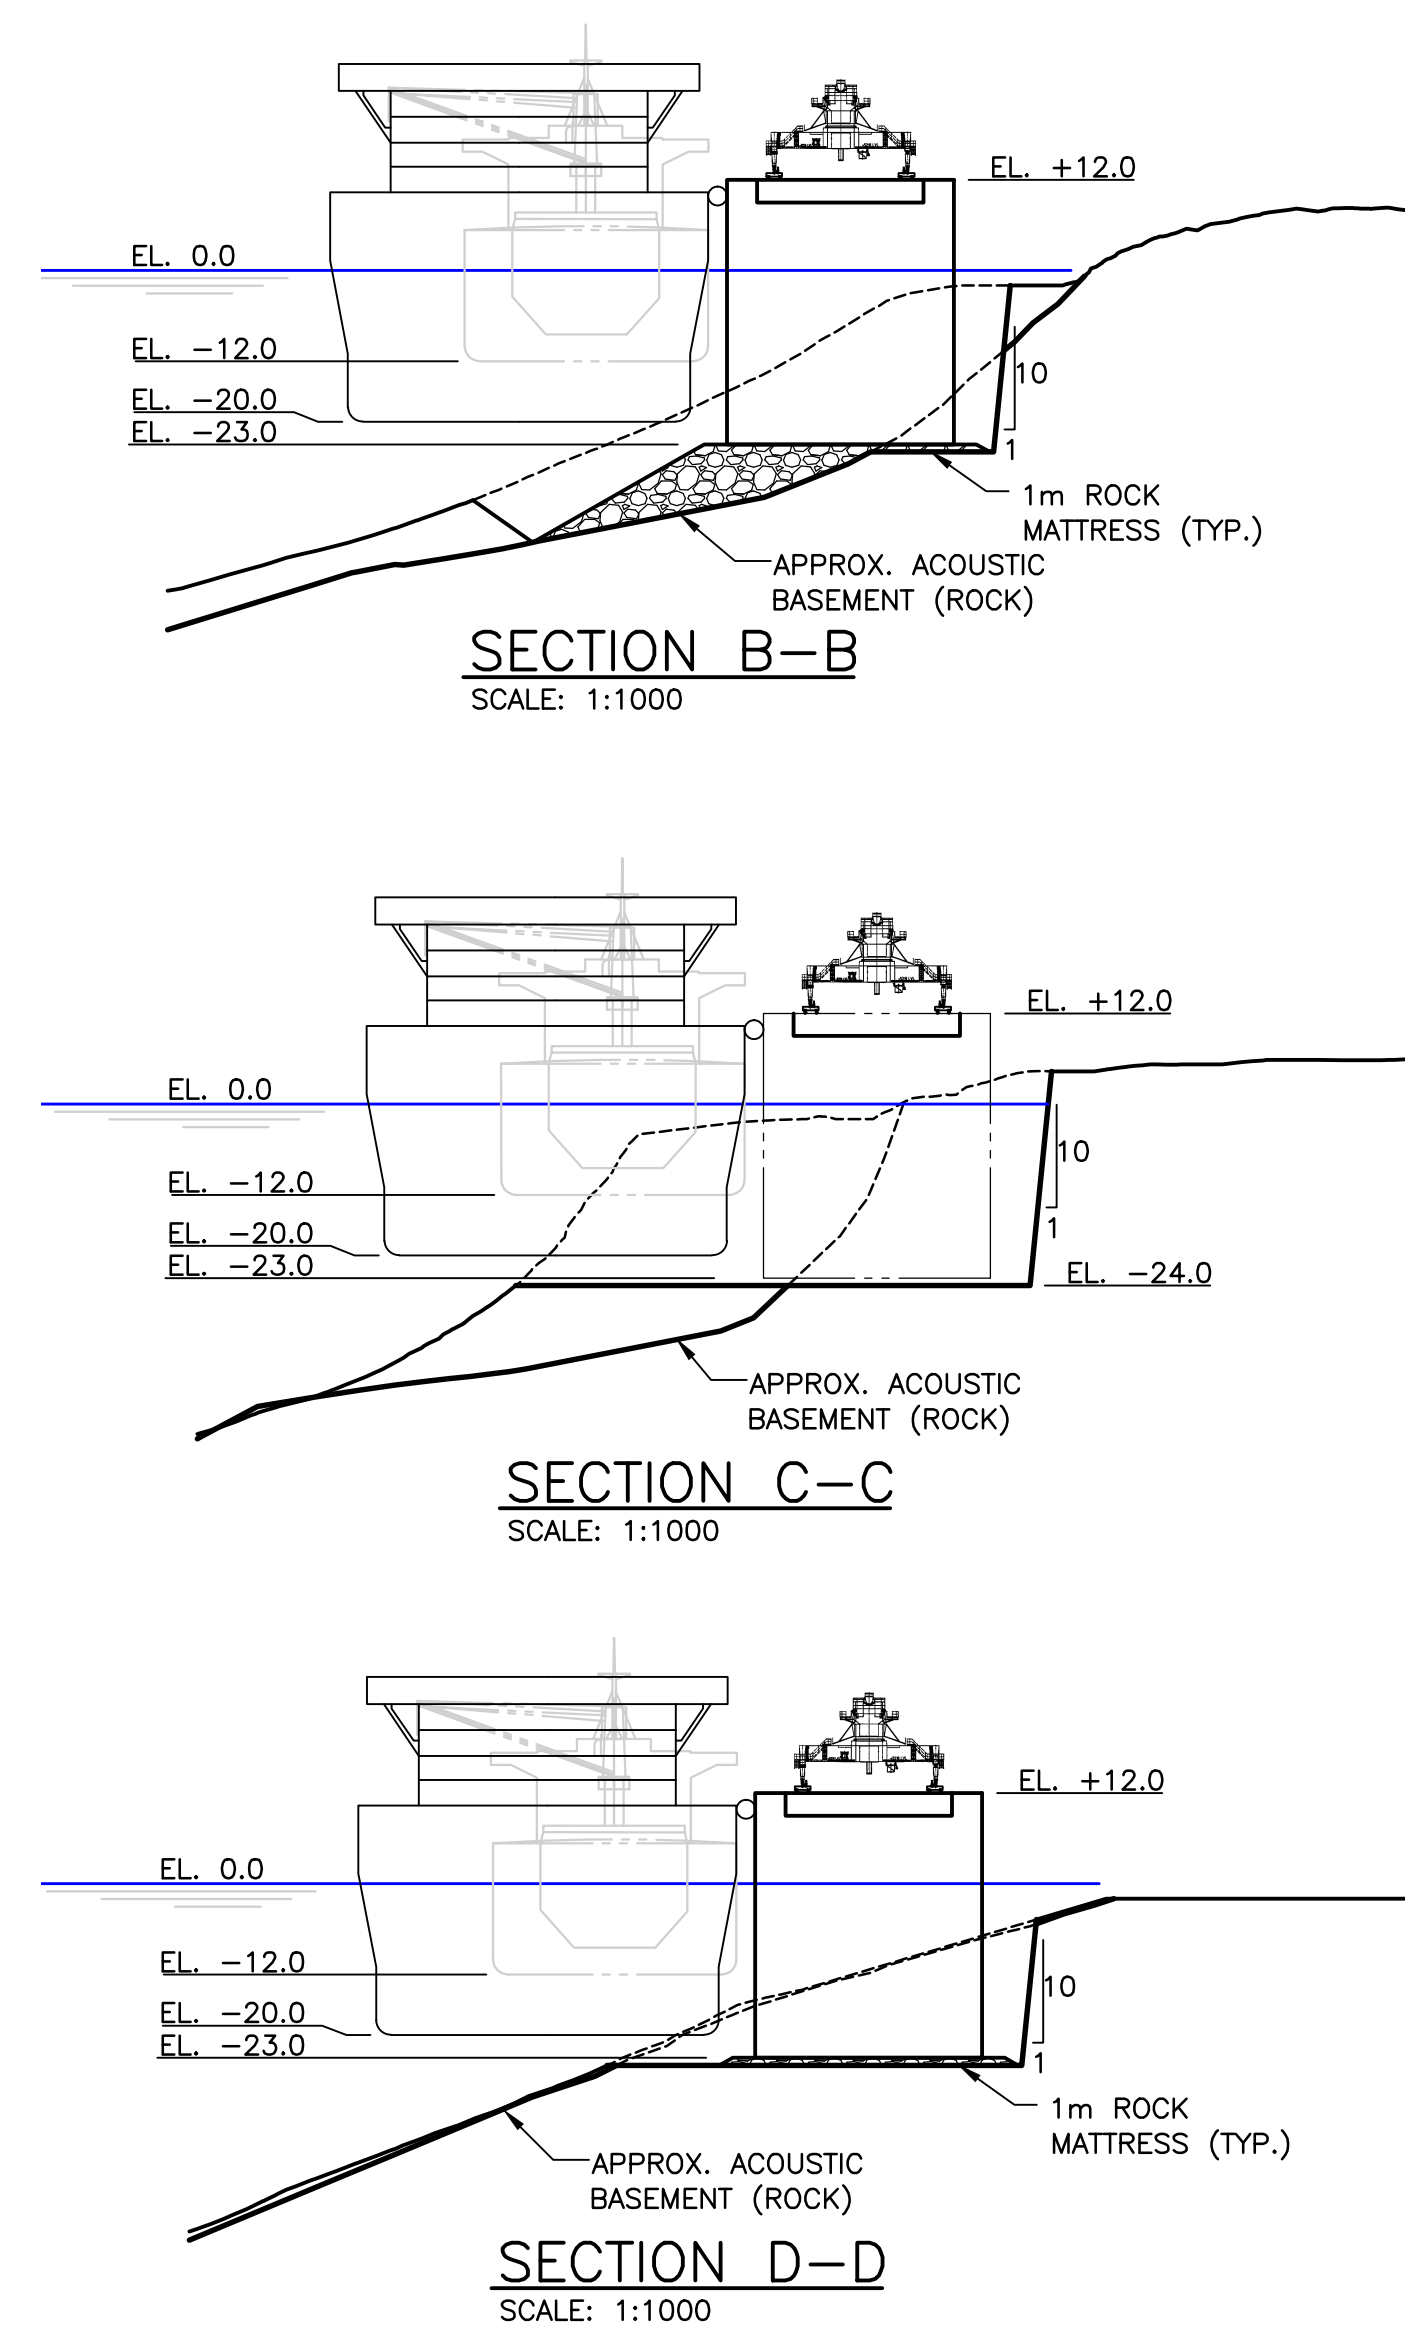 EL. +12.0
EL. 0.0
EL. -12.0
10
EL. -20.0
EL. -23.0
1
1m ROCK
MATTRESS (TYP.)
APPROX. ACOUSTIC
BASEMENT (ROCK)
SECTION B-B
SCALE: 1:1000
EL. +12.0
EL. 0.0
10
EL. -12.0
1
EL. -20.0
EL. -23.0
EL. -24.0
APPROX. ACOUSTIC
BASEMENT (ROCK)
SECTION C-C
SCALE: 1:1000
EL. +12.0
EL. 0.0
EL. -12.0
10
EL. -20.0
EL. -23.0
1
1m ROCK
MATTRESS (TYP.)
APPROX. ACOUSTIC
BASEMENT (ROCK)
SECTION D-D
SCALE: 1:1000